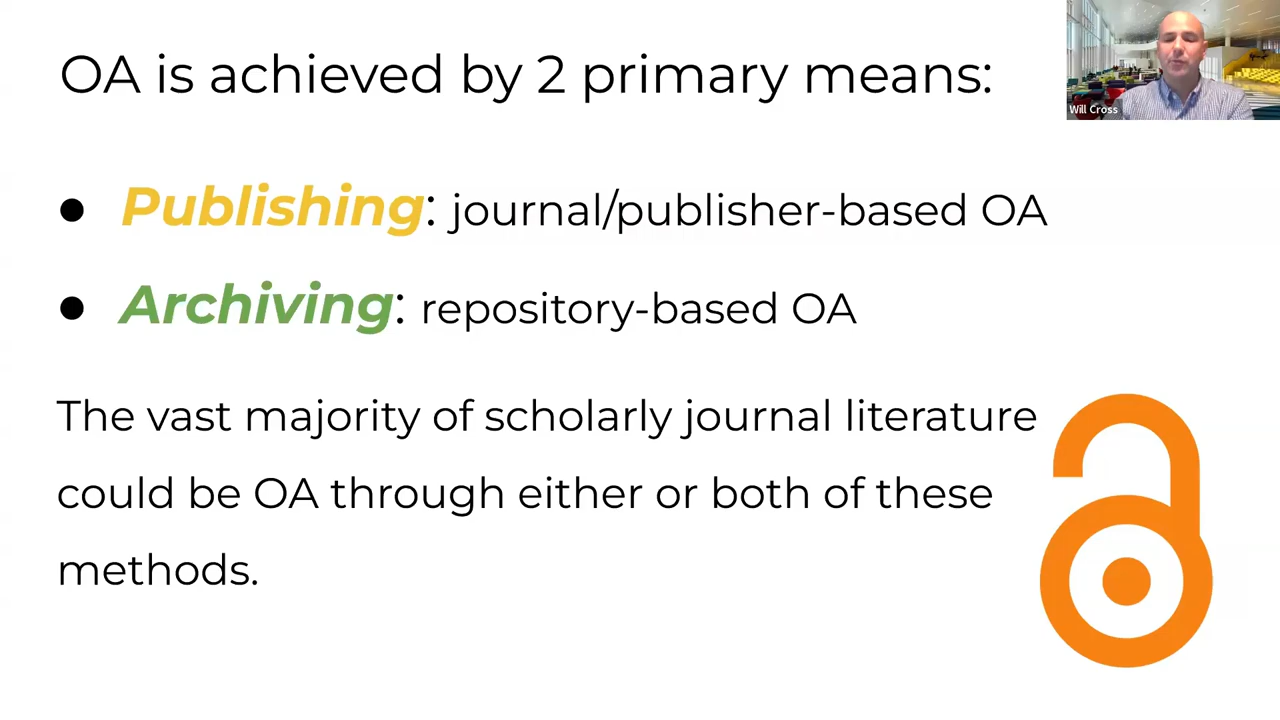 OA is achieved by 2 primary means:
Will Cross
● Publishing: journal/publisher-based OA
● Archiving: repository-based OA
The vast majority of scholarly journal literature
could be OA through either or both of these
methods.